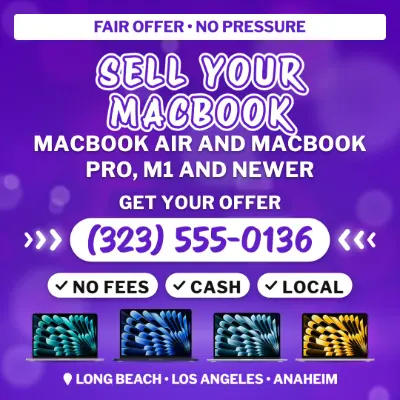 FAIR OFFER • NO PRESSURE
SELL YOUR
MACBOOK
MACBOOK AIR AND MACBOOK
PRO, M1 AND NEWER
GET YOUR OFFER
(323) 555-0136
NO FEES
CASH
LOCAL
LONG BEACH • LOS ANGELES • ANAHEIM